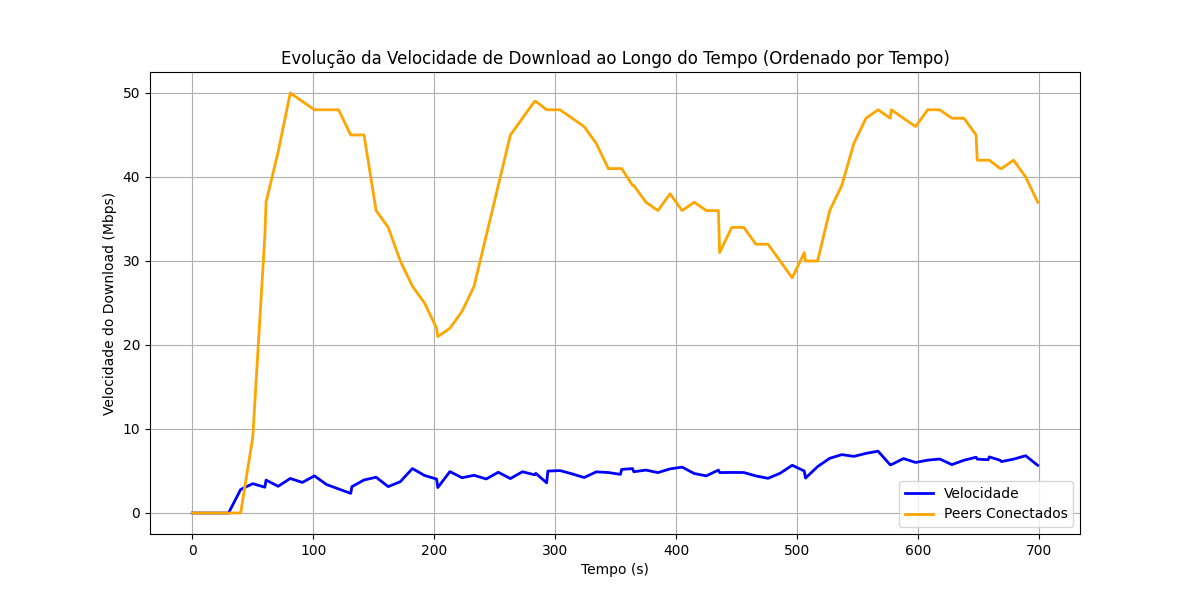 Evolução da Velocidade de Download ao Longo do Tempo (Ordenado por Tempo)
Velocidade do Download (Mbps)
50
40
30
20
10
0
0 100 200 300 400 500 600 700
Tempo (s)
Velocidade
Peers Conectados